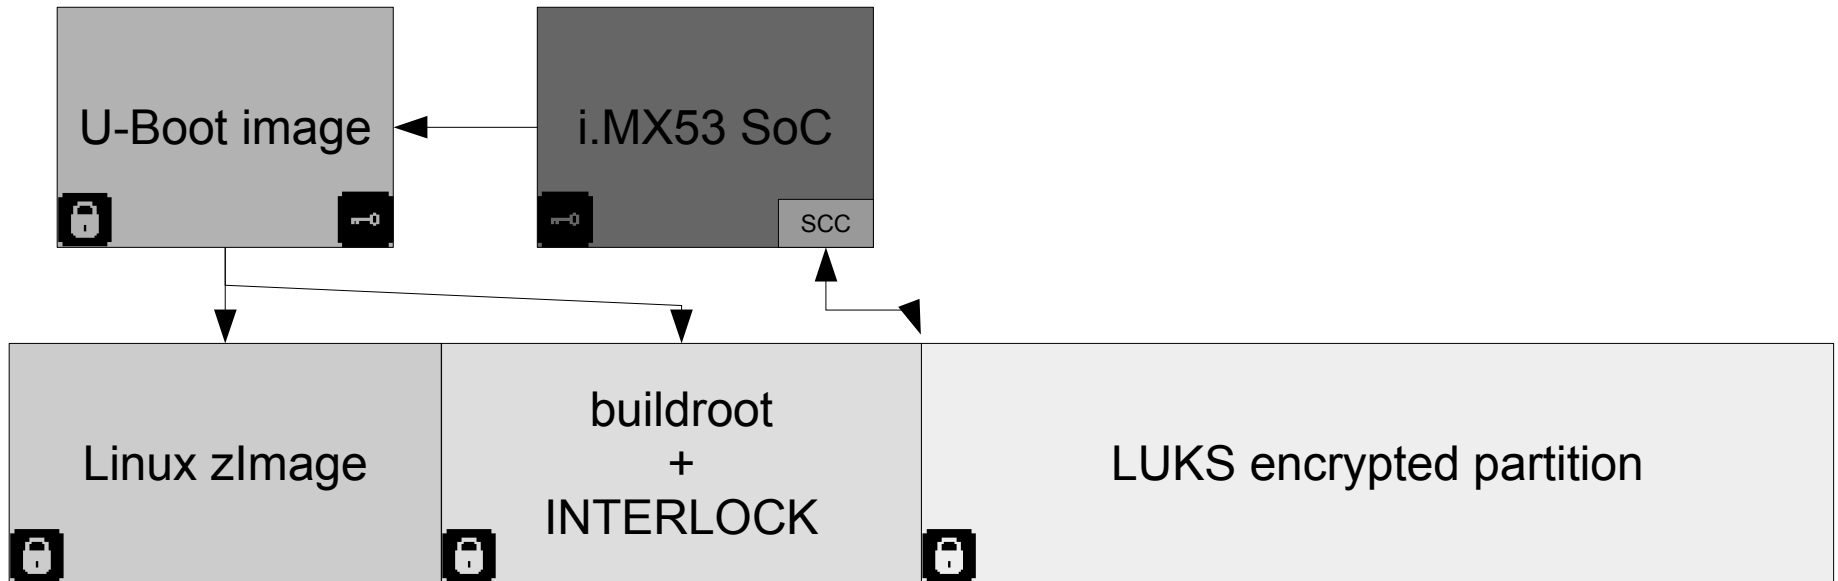 U-Boot image
i.MX53 SoC
SCC
Linux zImage
buildroot
+
INTERLOCK
LUKS encrypted partition